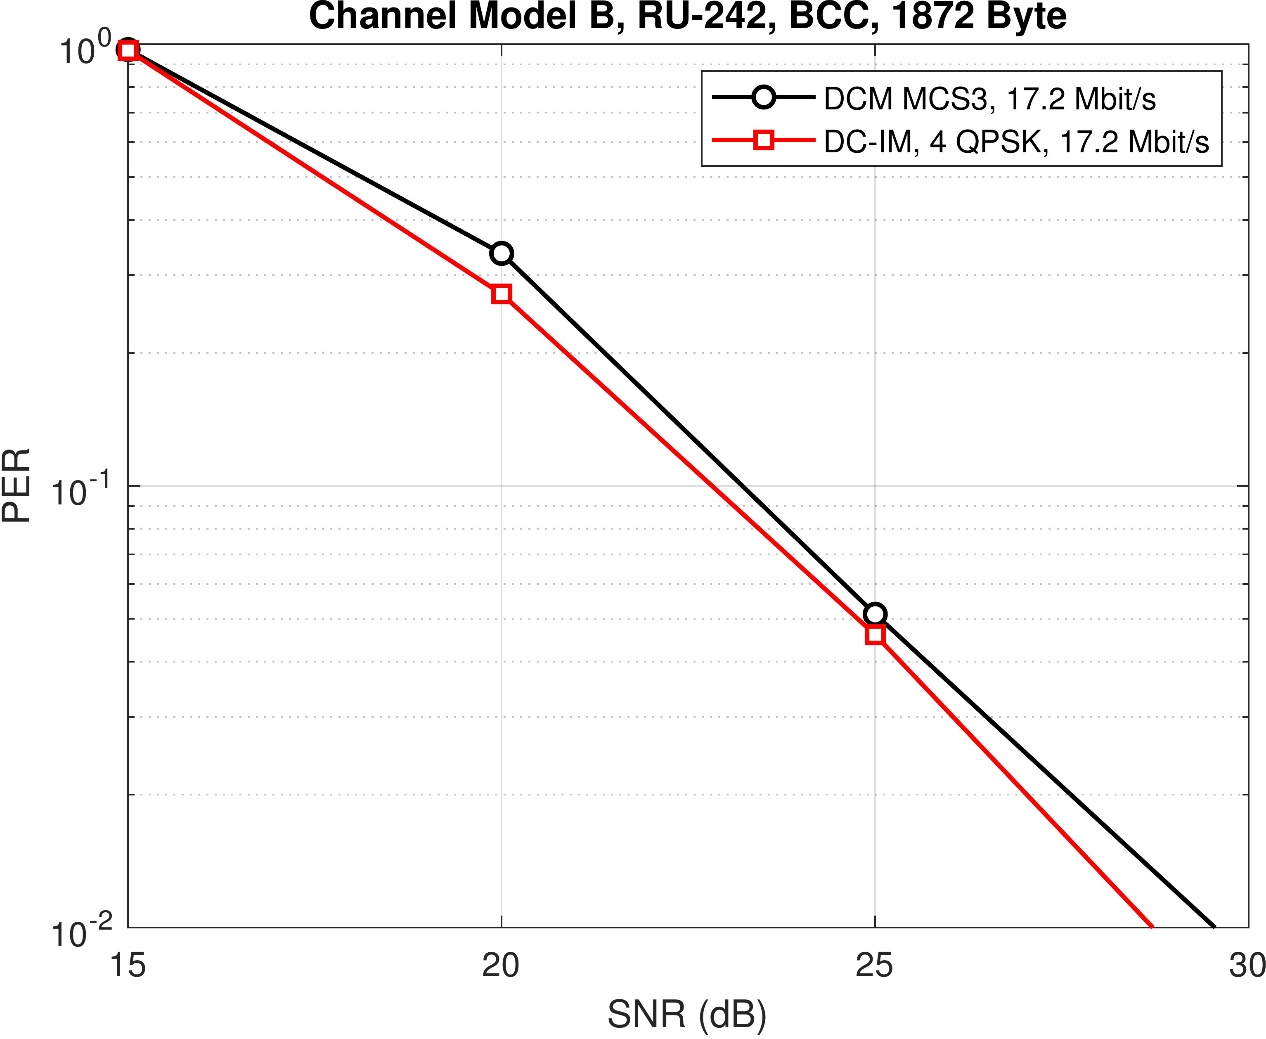 Channel Model B, RU-242, BCC, 1872 Byte
10^0
DCM MCS3, 17.2 Mbit/s
DC-IM, 4 QPSK, 17.2 Mbit/s
PER
10^-1
10^-2
15 20 25 30
SNR (dB)